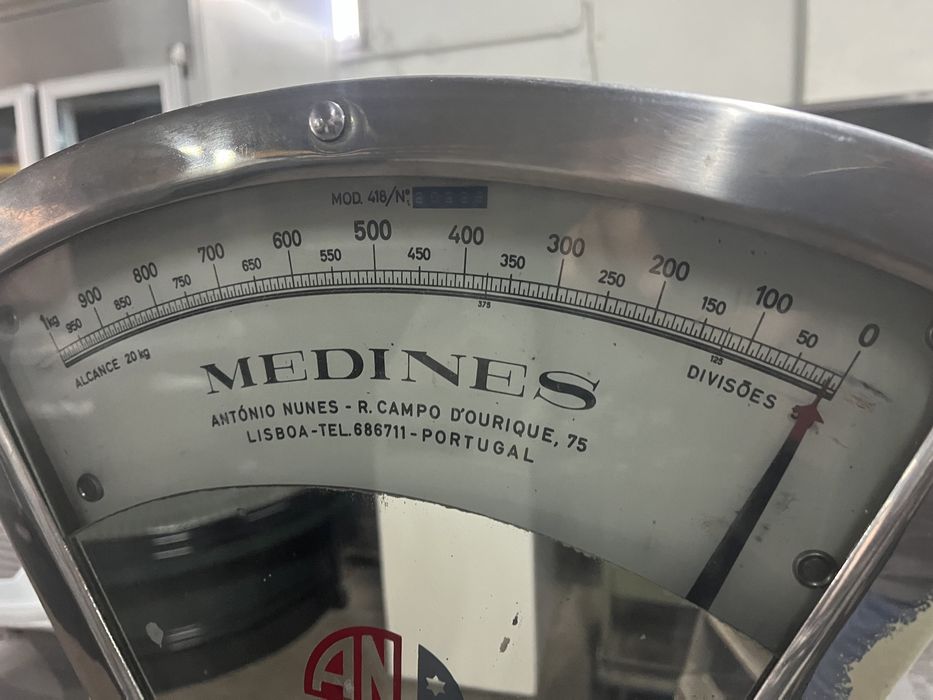 MOD. 418/Nº
1kg 900 800 700 600 500 400 300 200 100 0
950 850 750 650 550 450 350 250 150 50
375
125
ALCANCE 20 kg
DIVISÕES
MEDINES
ANTÓNIO NUNES - R. CAMPO D'OURIQUE, 75
LISBOA-TEL. 686711 - PORTUGAL
AN